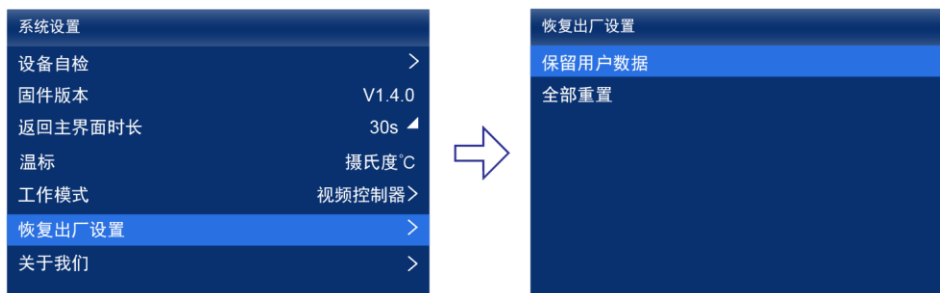 系统设置
设备自检
固件版本 V1.4.0
返回主界面时长 30s
温标 摄氏度°C
工作模式 视频控制器
恢复出厂设置
关于我们
恢复出厂设置
保留用户数据
全部重置